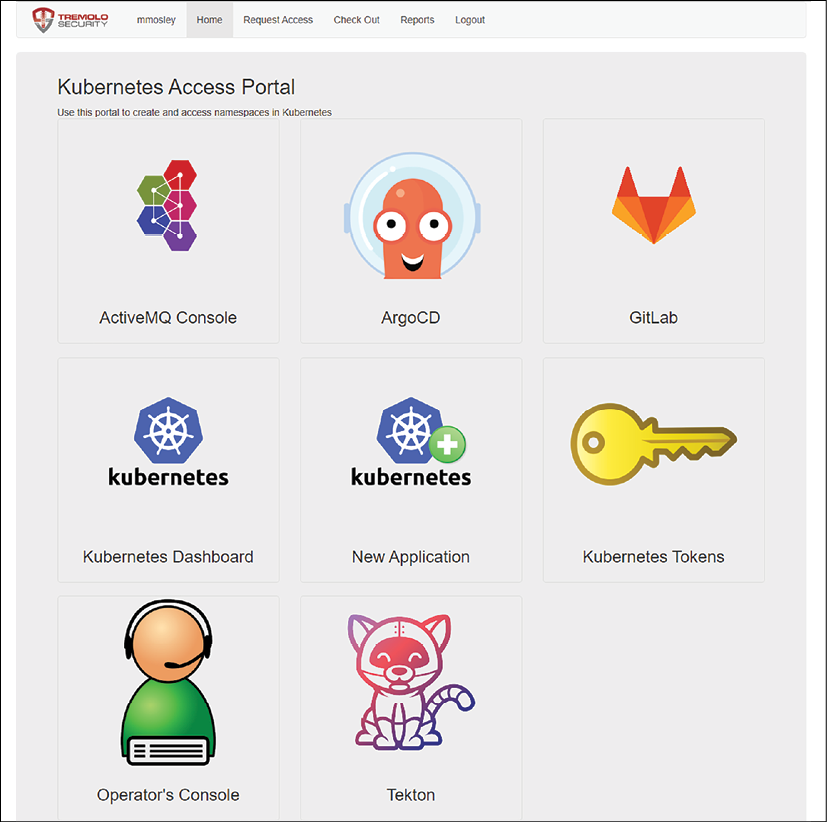 TREMOLO
SECURITY
mmosley
Home
Request Access
Check Out
Reports
Logout
Kubernetes Access Portal
Use this portal to create and access namespaces in Kubernetes
ActiveMQ Console
ArgoCD
GitLab
kubernetes
kubernetes
Kubernetes Dashboard
New Application
Kubernetes Tokens
Operator's Console
Tekton